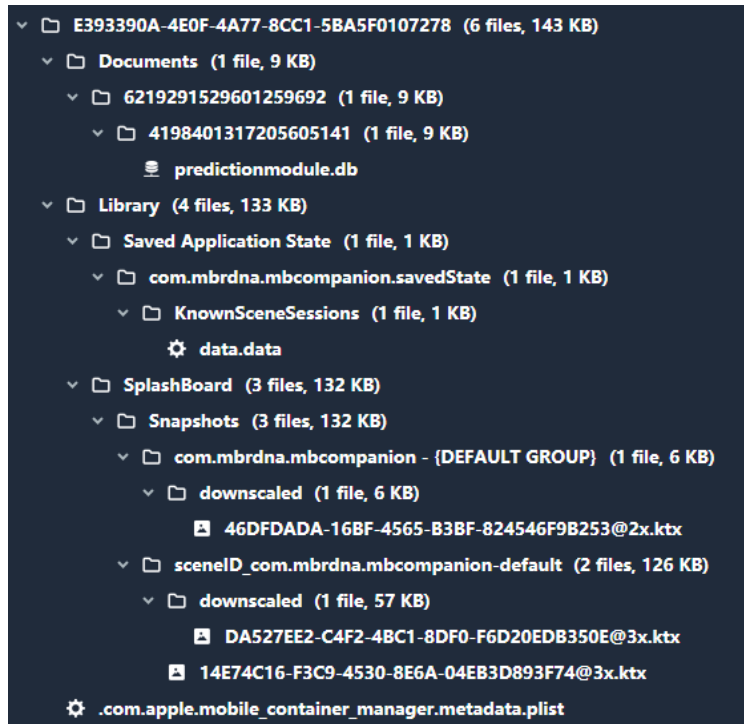 E393390A-4E0F-4A77-8CC1-5BA5F0107278 (6 files, 143 KB)
Documents (1 file, 9 KB)
6219291529601259692 (1 file, 9 KB)
4198401317205605141 (1 file, 9 KB)
predictionmodule.db
Library (4 files, 133 KB)
Saved Application State (1 file, 1 KB)
com.mbrdna.mbcompanion.savedState (1 file, 1 KB)
KnownSceneSessions (1 file, 1 KB)
data.data
SplashBoard (3 files, 132 KB)
Snapshots (3 files, 132 KB)
com.mbrdna.mbcompanion - {DEFAULT GROUP} (1 file, 6 KB)
downscaled (1 file, 6 KB)
46DFDADA-16BF-4565-B3BF-824546F9B253@2x.ktx
sceneID_com.mbrdna.mbcompanion-default (2 files, 126 KB)
downscaled (1 file, 57 KB)
DA527EE2-C4F2-4BC1-8DF0-F6D20EDB350E@3x.ktx
14E74C16-F3C9-4530-8E6A-04EB3D893F74@3x.ktx
.com.apple.mobile_container_manager.metadata.plist